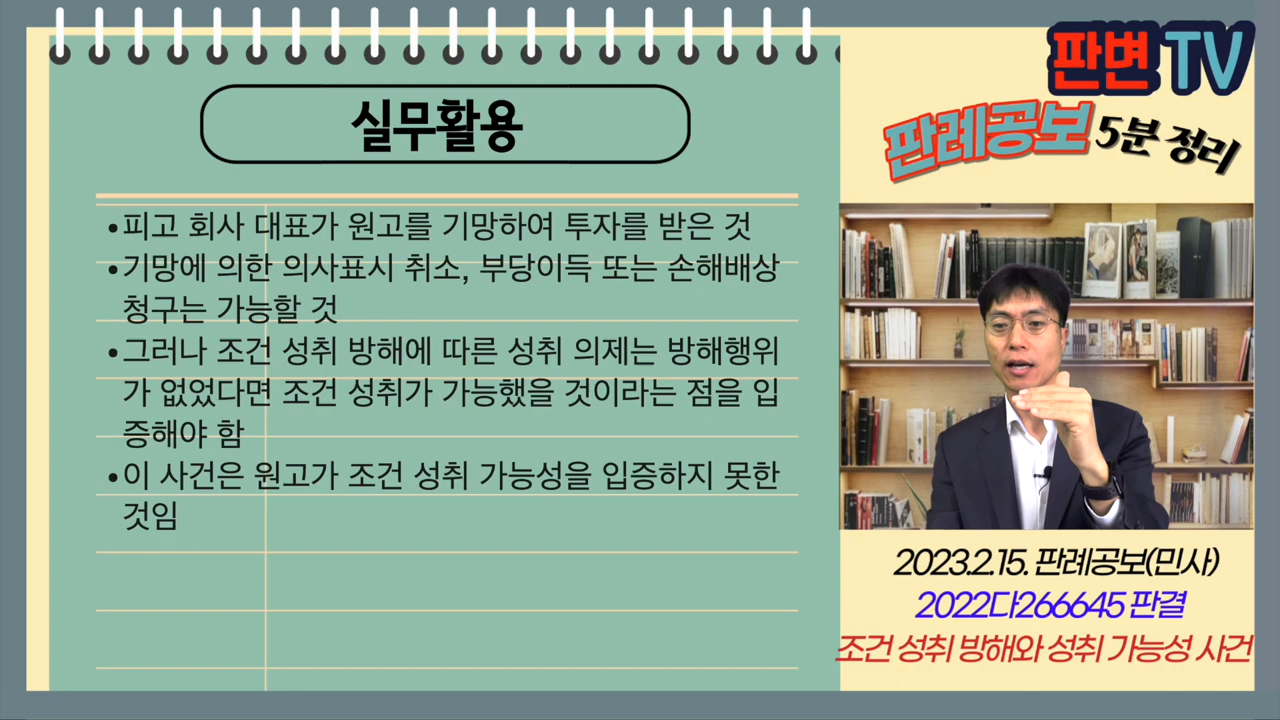 실무활용
•피고 회사 대표가 원고를 기망하여 투자를 받은 것
•기망에 의한 의사표시 취소, 부당이득 또는 손해배상
청구는 가능할 것
•그러나 조건 성취 방해에 따른 성취 의제는 방해행위
가 없었다면 조건 성취가 가능했을 것이라는 점을 입
증해야 함
•이 사건은 원고가 조건 성취 가능성을 입증하지 못한
것임
판변 TV
판례공보 5분 정리
2023.2.15. 판례공보(민사)
2022다266645 판결
조건 성취 방해와 성취 가능성 사건